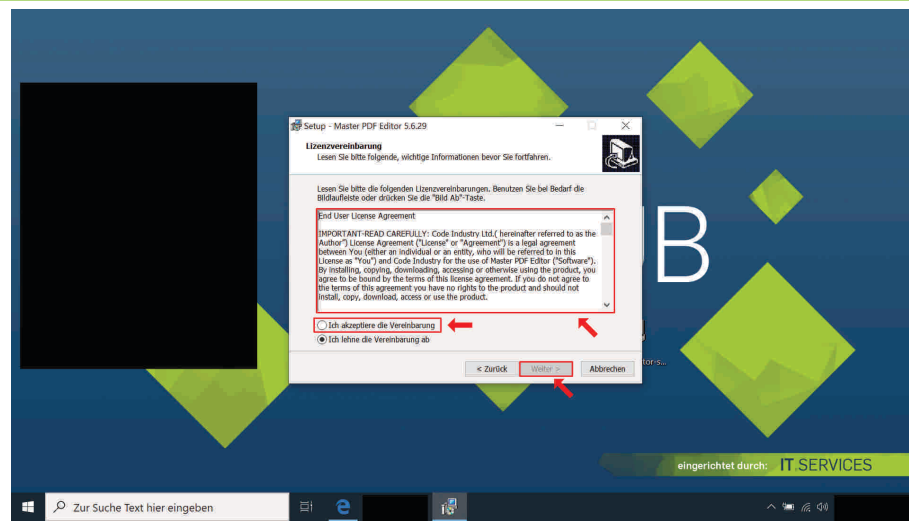 Setup - Master PDF Editor 5.6.29
Lizenzvereinbarung
Lesen Sie bitte folgende, wichtige Informationen bevor Sie fortfahren.
Lesen Sie bitte die folgenden Lizenzvereinbarungen. Benutzen Sie bei Bedarf die
Bildlaufleiste oder drücken Sie die "Bild Ab"-Taste.
End User License Agreement
IMPORTANT-READ CAREFULLY: Code Industry Ltd.( hereinafter referred to as the
Author") License Agreement ("License" or "Agreement") is a legal agreement
between You (either an individual or an entity, who will be referred to in this
License as "You") and Code Industry for the use of Master PDF Editor ("Software").
By installing, copying, downloading, accessing or otherwise using the product, you
agree to be bound by the terms of this license agreement. If you do not agree to
the terms of this agreement you have no rights to the product and should not
install, copy, download, access or use the product.
Ich akzeptiere die Vereinbarung
Ich lehne die Vereinbarung ab
< Zurück
Weiter >
Abbrechen
B
tor-s...
eingerichtet durch: IT.SERVICES
Zur Suche Text hier eingeben